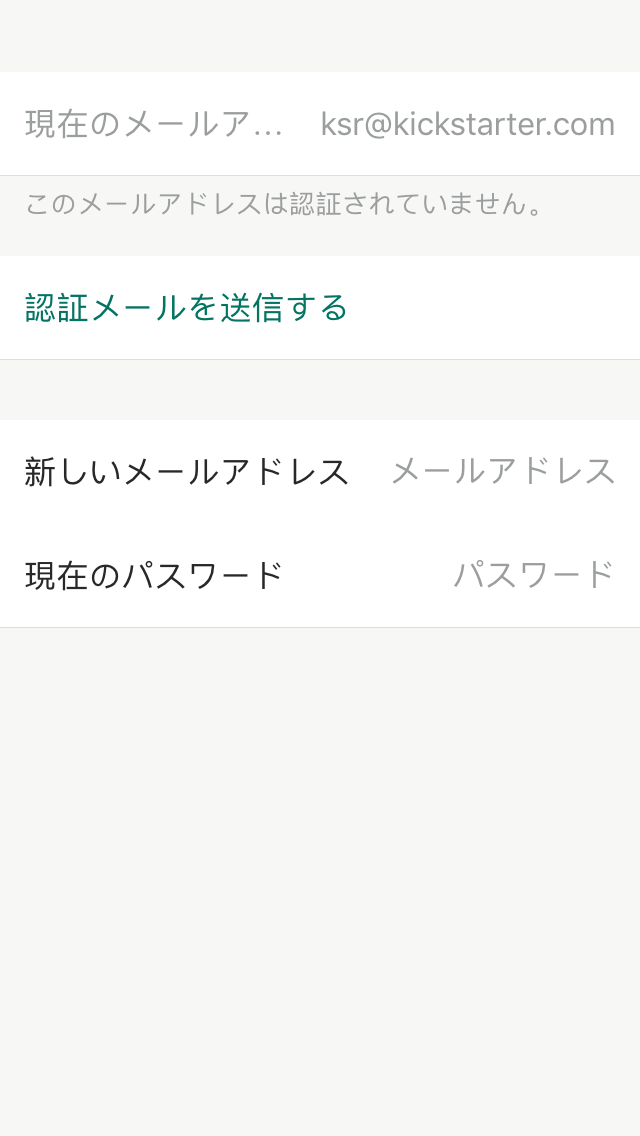 現在のメールア... ksr@kickstarter.com
このメールアドレスは認証されていません。
認証メールを送信する
新しいメールアドレス メールアドレス
現在のパスワード パスワード